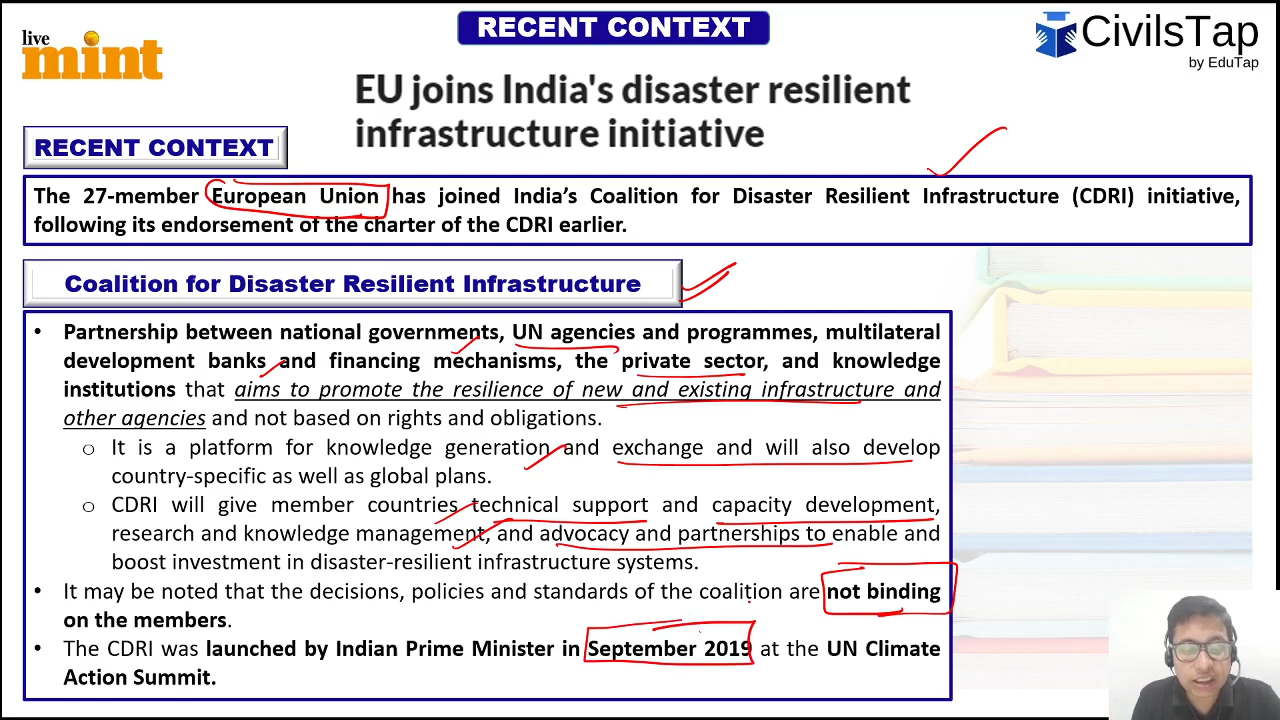 RECENT CONTEXT
live
mint
CivilsTap
by EduTap
EU joins India's disaster resilient
infrastructure initiative
RECENT CONTEXT
The 27-member European Union has joined India’s Coalition for Disaster Resilient Infrastructure (CDRI) initiative,
following its endorsement of the charter of the CDRI earlier.
Coalition for Disaster Resilient Infrastructure
• Partnership between national governments, UN agencies and programmes, multilateral
development banks and financing mechanisms, the private sector, and knowledge
institutions that aims to promote the resilience of new and existing infrastructure and
other agencies and not based on rights and obligations.
o It is a platform for knowledge generation and exchange and will also develop
country-specific as well as global plans.
o CDRI will give member countries technical support and capacity development,
research and knowledge management, and advocacy and partnerships to enable and
boost investment in disaster-resilient infrastructure systems.
• It may be noted that the decisions, policies and standards of the coalition are not binding
on the members.
• The CDRI was launched by Indian Prime Minister in September 2019 at the UN Climate
Action Summit.